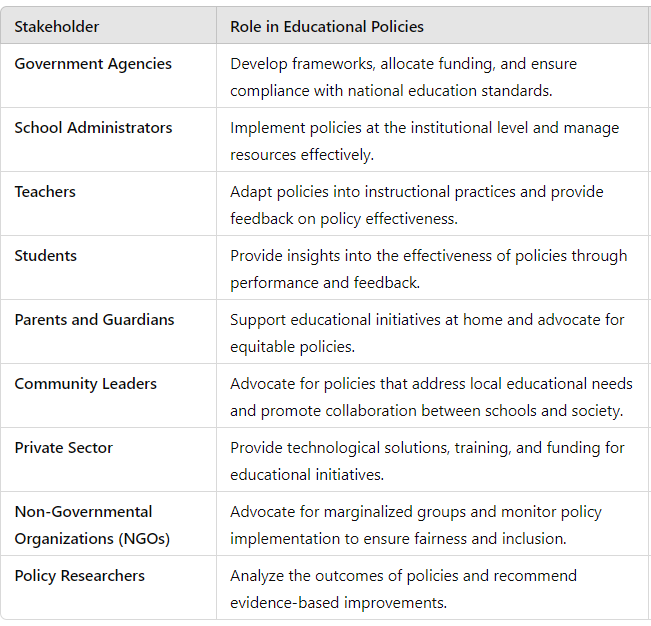 Stakeholder Role in Educational Policies
Government Agencies Develop frameworks, allocate funding, and ensure
compliance with national education standards.
School Administrators Implement policies at the institutional level and manage
resources effectively.
Teachers Adapt policies into instructional practices and provide
feedback on policy effectiveness.
Students Provide insights into the effectiveness of policies through
performance and feedback.
Parents and Guardians Support educational initiatives at home and advocate for
equitable policies.
Community Leaders Advocate for policies that address local educational needs
and promote collaboration between schools and society.
Private Sector Provide technological solutions, training, and funding for
educational initiatives.
Non-Governmental Advocate for marginalized groups and monitor policy
Organizations (NGOs) implementation to ensure fairness and inclusion.
Policy Researchers Analyze the outcomes of policies and recommend
evidence-based improvements.